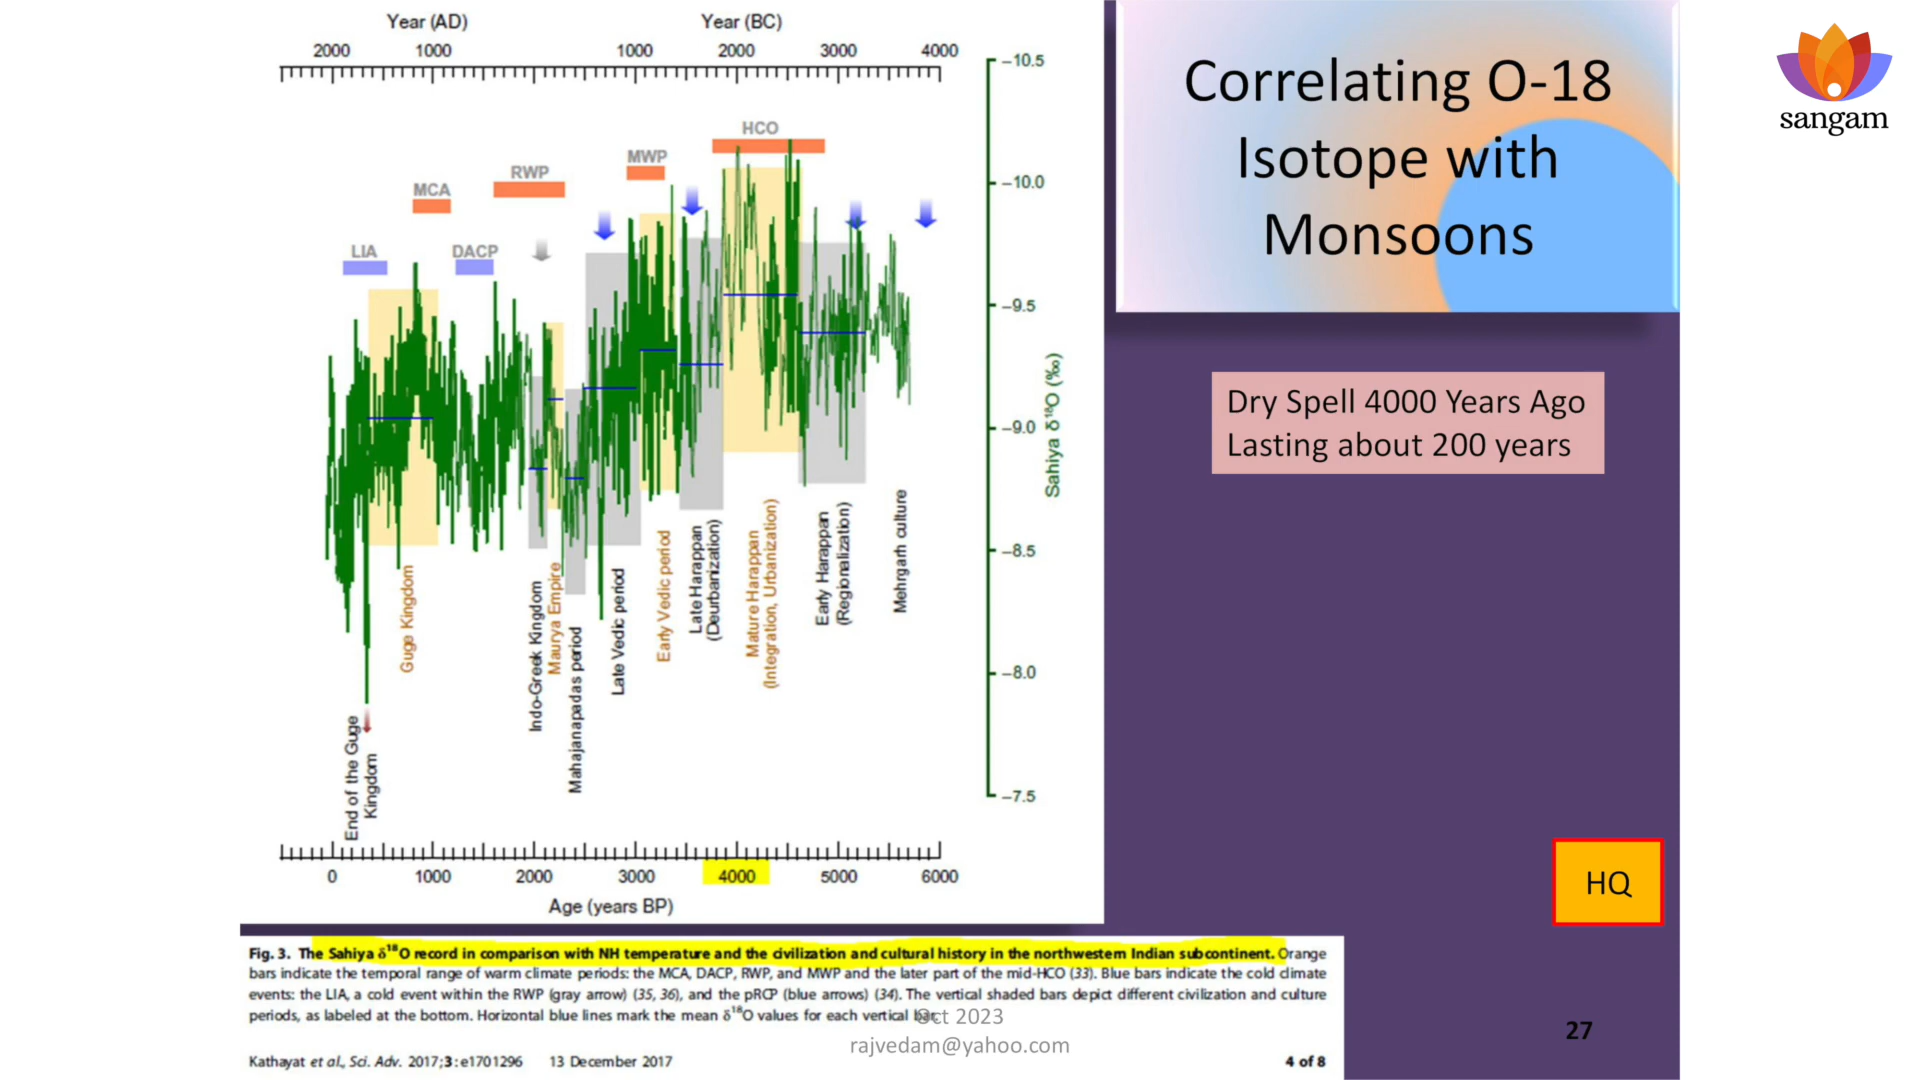 Year (AD)
Year (BC)
2000 1000 1000 2000 3000 4000
HCO
MWP
RWP
MCA
LIA
DACP
−10.5
−10.0
−9.5
−9.0
−8.5
−8.0
−7.5
Sahiya δ¹⁸O (‰)
End of the Guge
Kingdom
Guge Kingdom
Indo-Greek Kingdom
Maurya Empire
Mahajanapadas period
Late Vedic period
Early Vedic period
Late Harappan
(Deurbanization)
Mature Harappan
(Integration, Urbanization)
Early Harappan
(Regionalization)
Mehrgarh culture
0 1000 2000 3000 4000 5000 6000
Age (years BP)
Correlating O-18
Isotope with
Monsoons
sangam
Dry Spell 4000 Years Ago
Lasting about 200 years
HQ
Fig. 3. The Sahiya δ¹⁸O record in comparison with NH temperature and the civilization and cultural history in the northwestern Indian subcontinent. Orange
bars indicate the temporal range of warm climate periods: the MCA, DACP, RWP, and MWP and the later part of the mid-HCO (33). Blue bars indicate the cold climate
events: the LIA, a cold event within the RWP (gray arrow) (35, 36), and the pRCP (blue arrows) (34). The vertical shaded bars depict different civilization and culture
periods, as labeled at the bottom. Horizontal blue lines mark the mean δ¹⁸O values for each vertical bar.
Oct 2023
rajvedam@yahoo.com
27
Kathayat et al., Sci. Adv. 2017;3:e1701296 13 December 2017
4 of 8